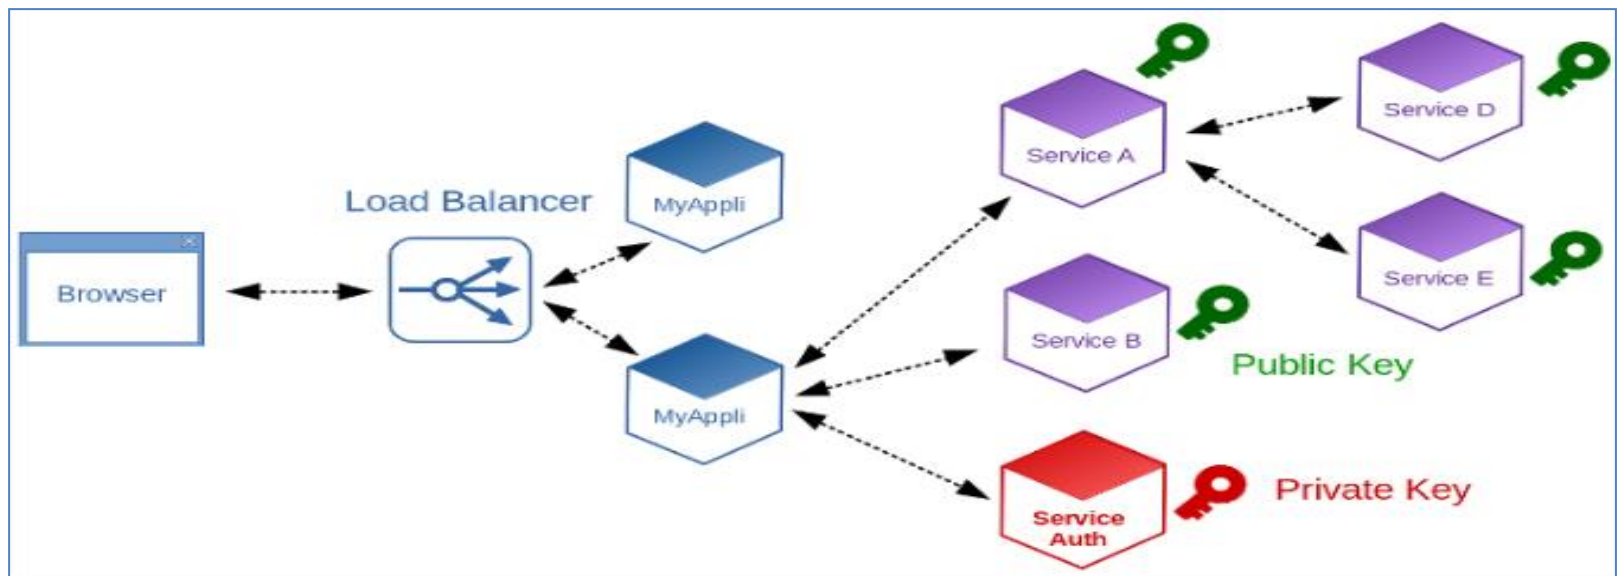 Browser
Load Balancer
MyAppli
MyAppli
Service A
Service B
Public Key
Service
Auth
Private Key
Service D
Service E